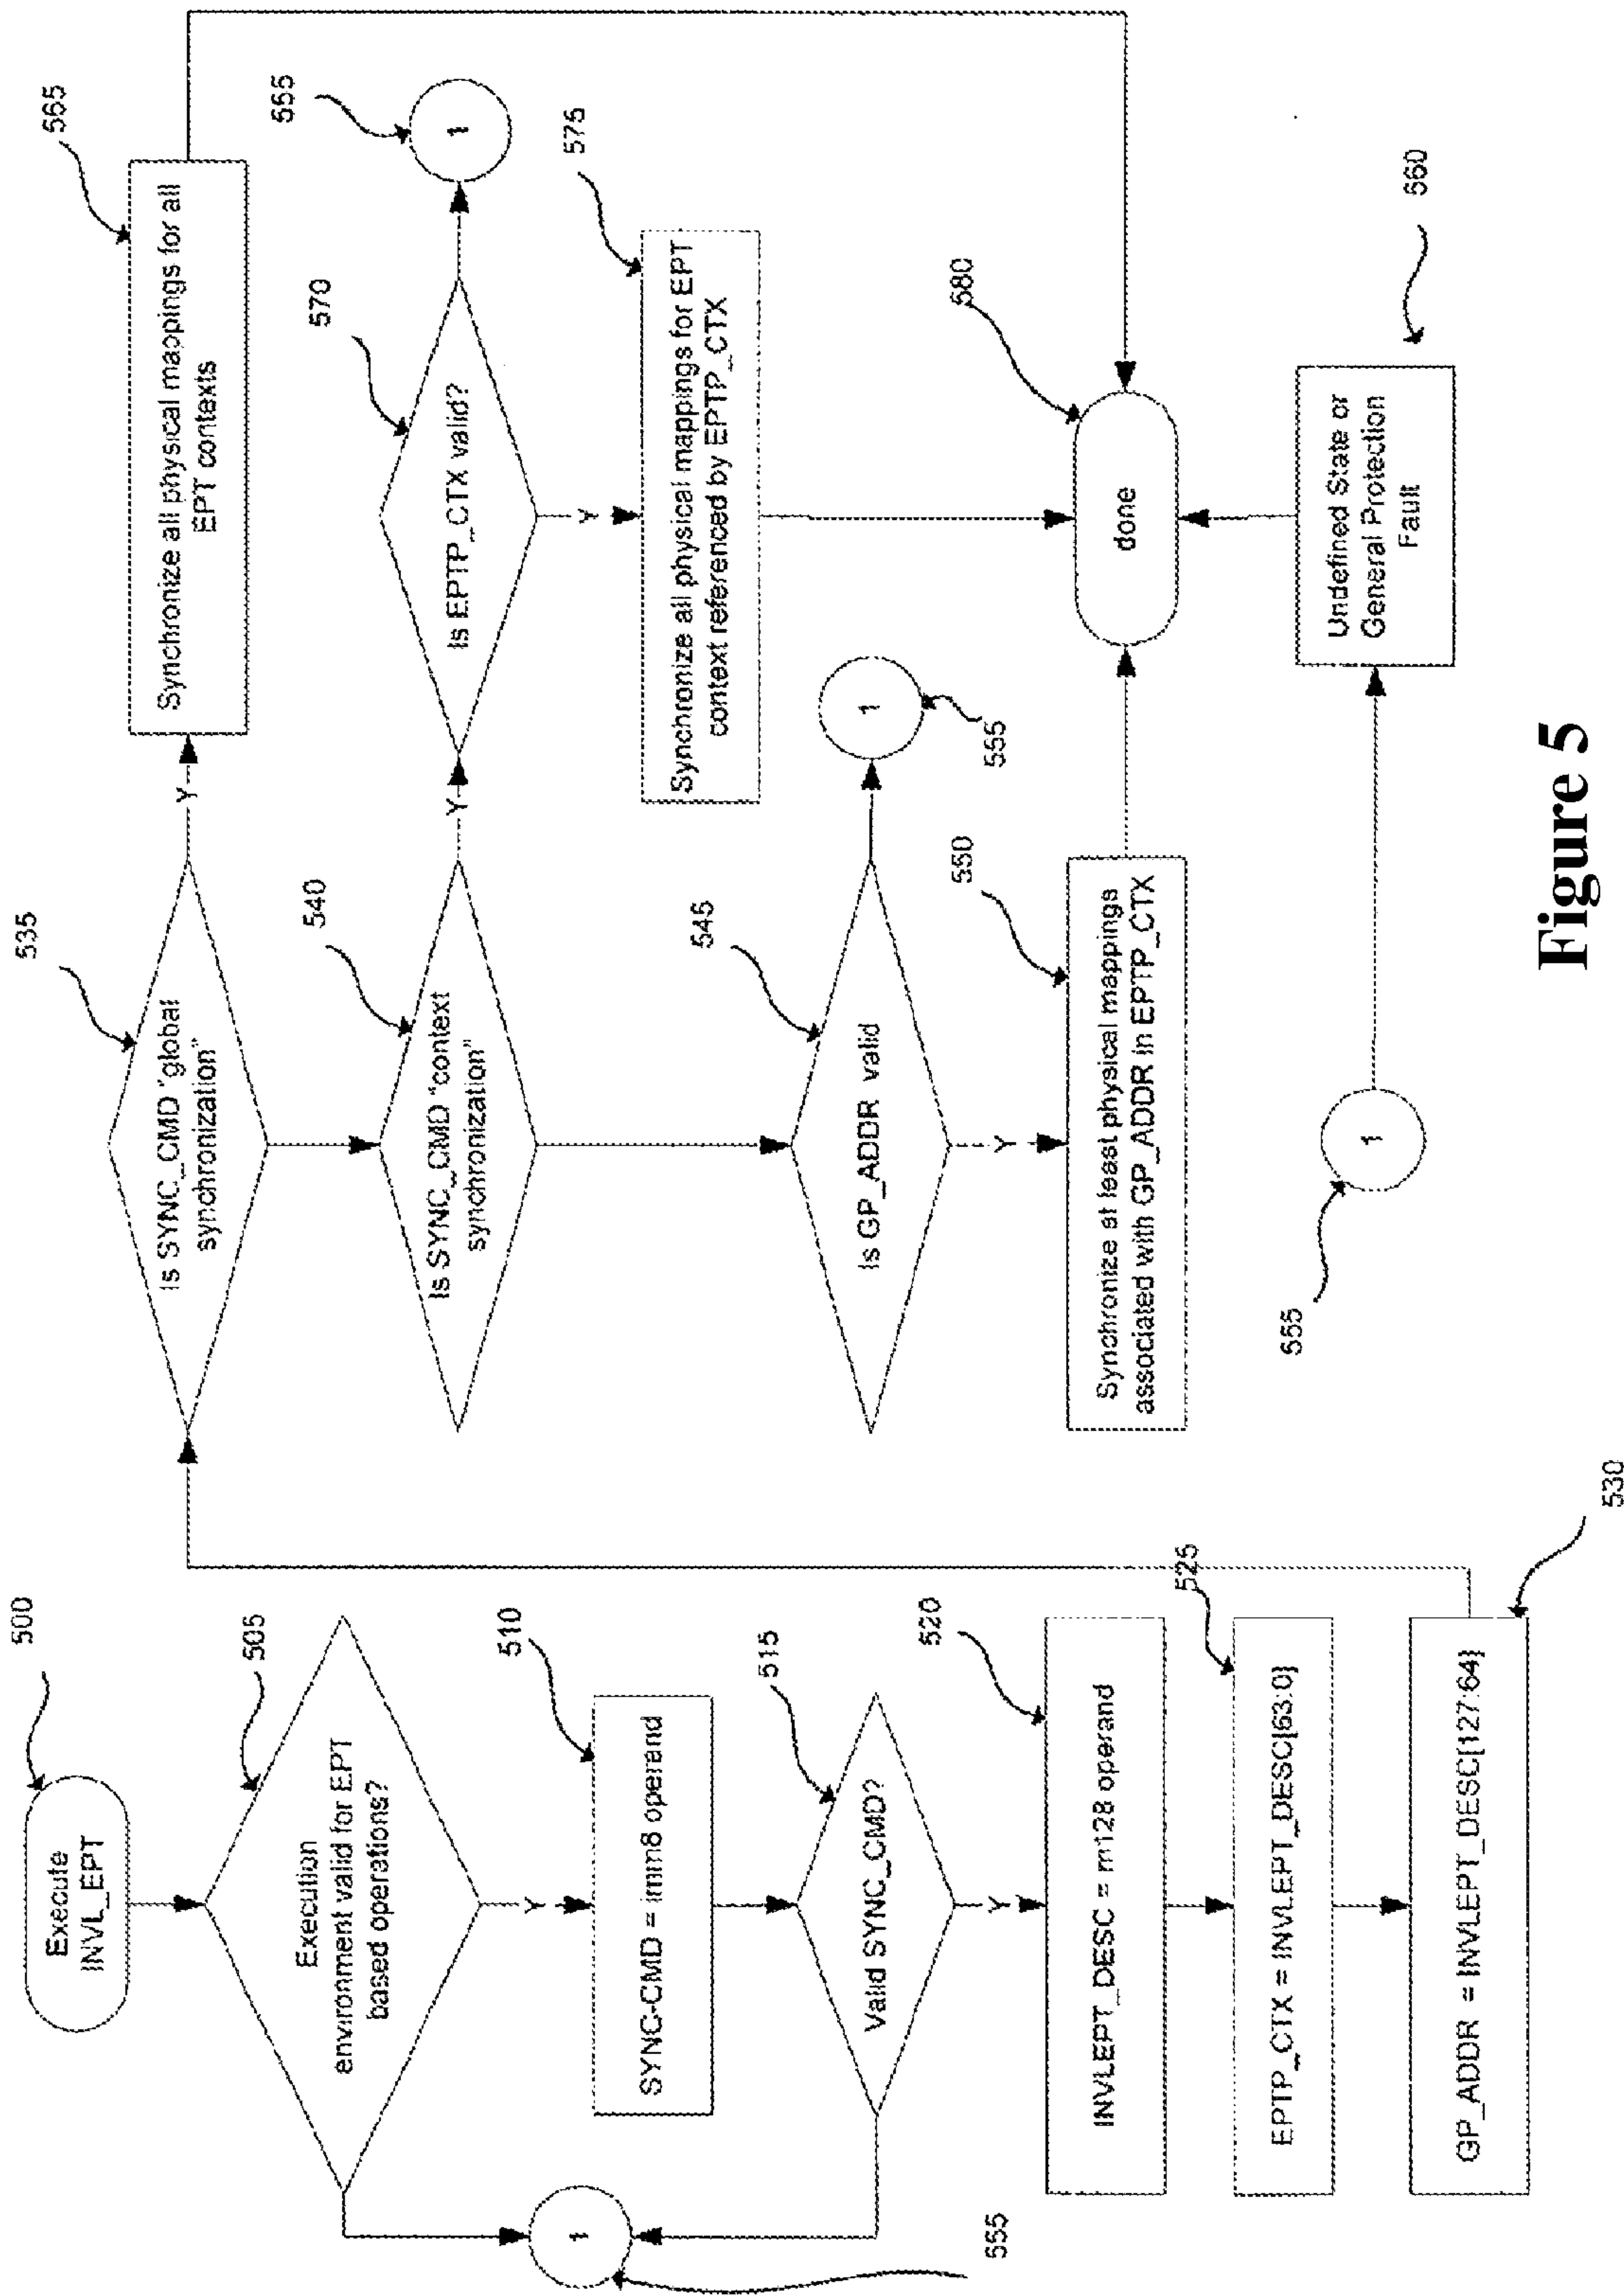 500
Execute
INVL_EPT
505
Execution
environment valid for EPT
based operations?
Y
510
SYNC-CMD = imm8 operand
515
Valid SYNC_CMD?
Y
520
INVLEPT_DESC = m128 operand
525
EPTP_CTX = INVLEPT_DESC[63:0]
GP_ADDR = INVLEPT_DESC[127:64]
530
1
555
535
Is SYNC_CMD "global
synchronization"
Y
565
Synchronize all physical mappings for all
EPT contexts
540
Is SYNC_CMD "context
synchronization"
Y
570
Is EPTP_CTX valid?
1
555
Y
575
Synchronize all physical mappings for EPT
context referenced by EPTP_CTX
545
Is GP_ADDR valid
1
555
Y
550
Synchronize at least physical mappings
associated with GP_ADDR in EPTP_CTX
580
done
555
1
Undefined State or
General Protection
Fault
560
Figure 5